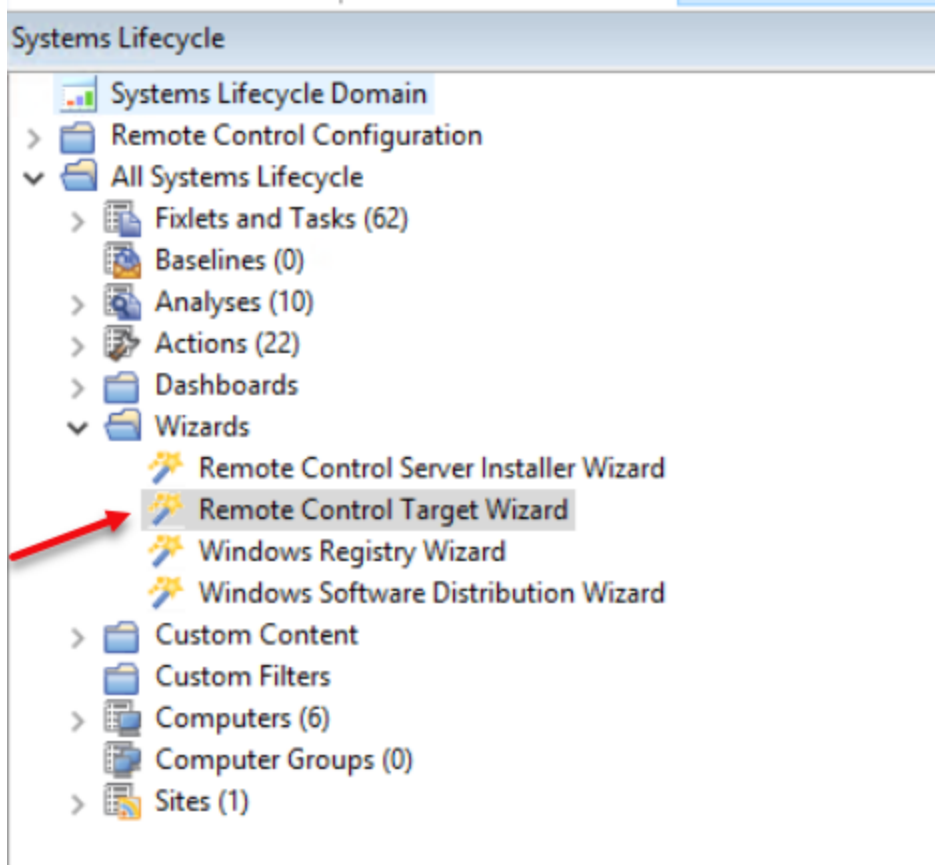 Systems Lifecycle
Systems Lifecycle Domain
Remote Control Configuration
All Systems Lifecycle
Fixlets and Tasks (62)
Baselines (0)
Analyses (10)
Actions (22)
Dashboards
Wizards
Remote Control Server Installer Wizard
Remote Control Target Wizard
Windows Registry Wizard
Windows Software Distribution Wizard
Custom Content
Custom Filters
Computers (6)
Computer Groups (0)
Sites (1)